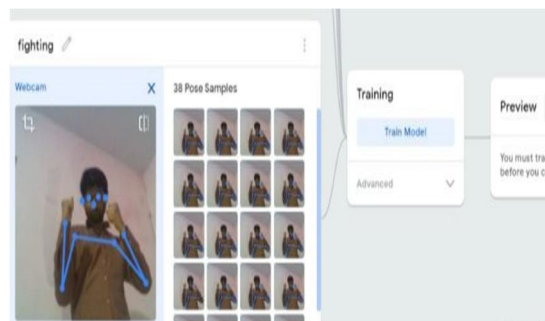 fighting
Webcam
X
38 Pose Samples
Training
Train Model
Advanced
Preview
You must tra
before you c